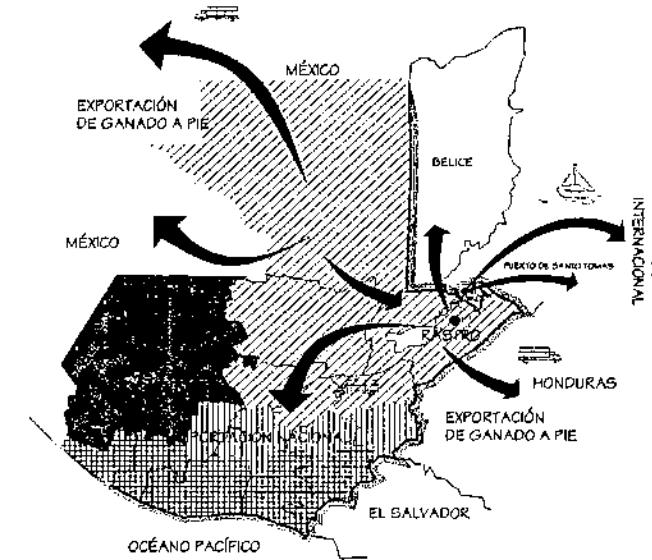 MÉXICO
EXPORTACIÓN
DE GANADO A PIE
BELICE
INTERNACIONAL
MÉXICO
PUERTO DE SANTO TOMAS
RASTRO
HONDURAS
EXPORTACIÓN
DE GANADO A PIE
NACIONAL
EL SALVADOR
OCÉANO PACÍFICO